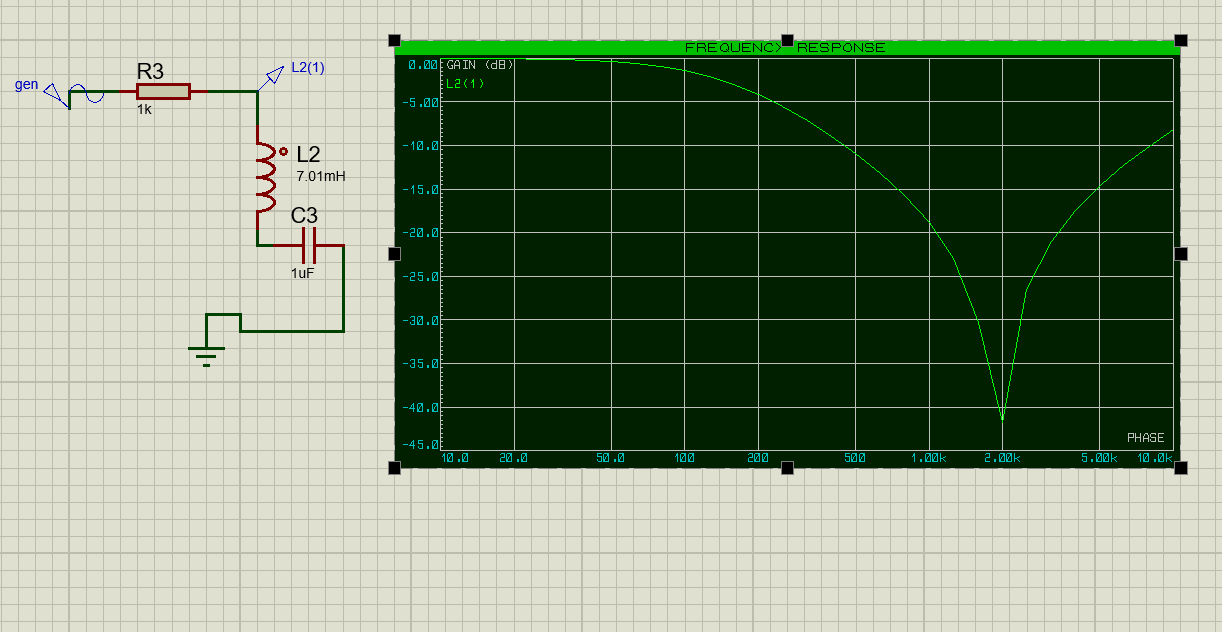 gen
R3
1k
L2(1)
L2
7.01mH
C3
1uF
FREQUENCY RESPONSE
GAIN (dB)
L2(1)
0.00
-5.00
-10.0
-15.0
-20.0
-25.0
-30.0
-35.0
-40.0
-45.0
PHASE
10.0 20.0 50.0 100 200 500 1.00k 2.00k 5.00k 10.0k